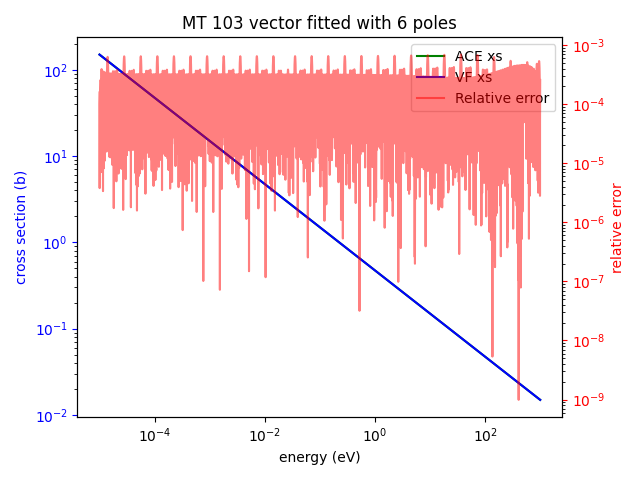 MT 103 vector fitted with 6 poles
ACE xs
VF xs
Relative error
cross section (b)
10^2
10^1
10^0
10^-1
10^-2
10^-3
10^-4
10^-5
10^-6
10^-7
10^-8
10^-9
relative error
10^-4
10^-2
10^0
10^2
energy (eV)